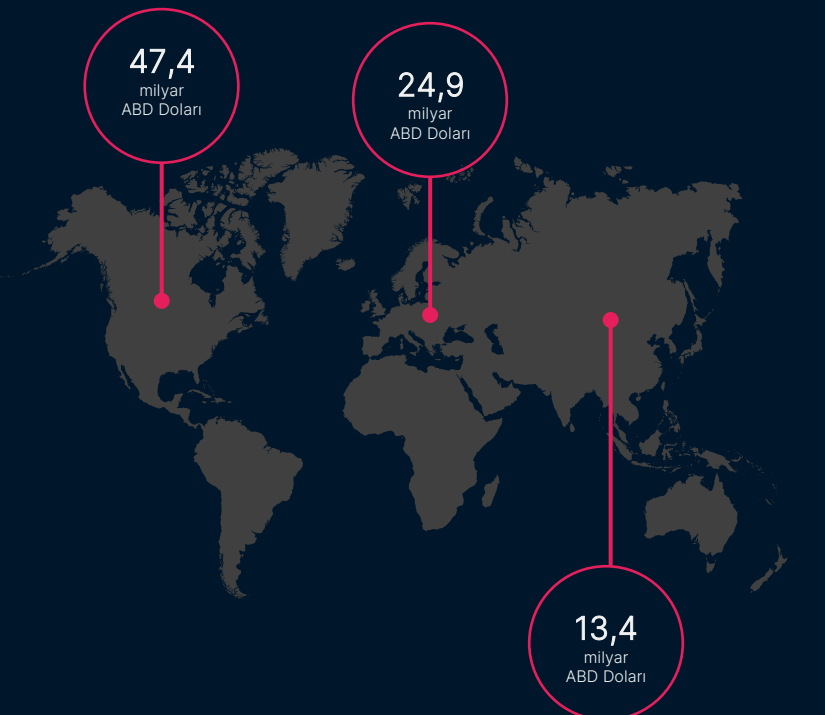 47,4
milyar
ABD Doları
24,9
milyar
ABD Doları
13,4
milyar
ABD Doları